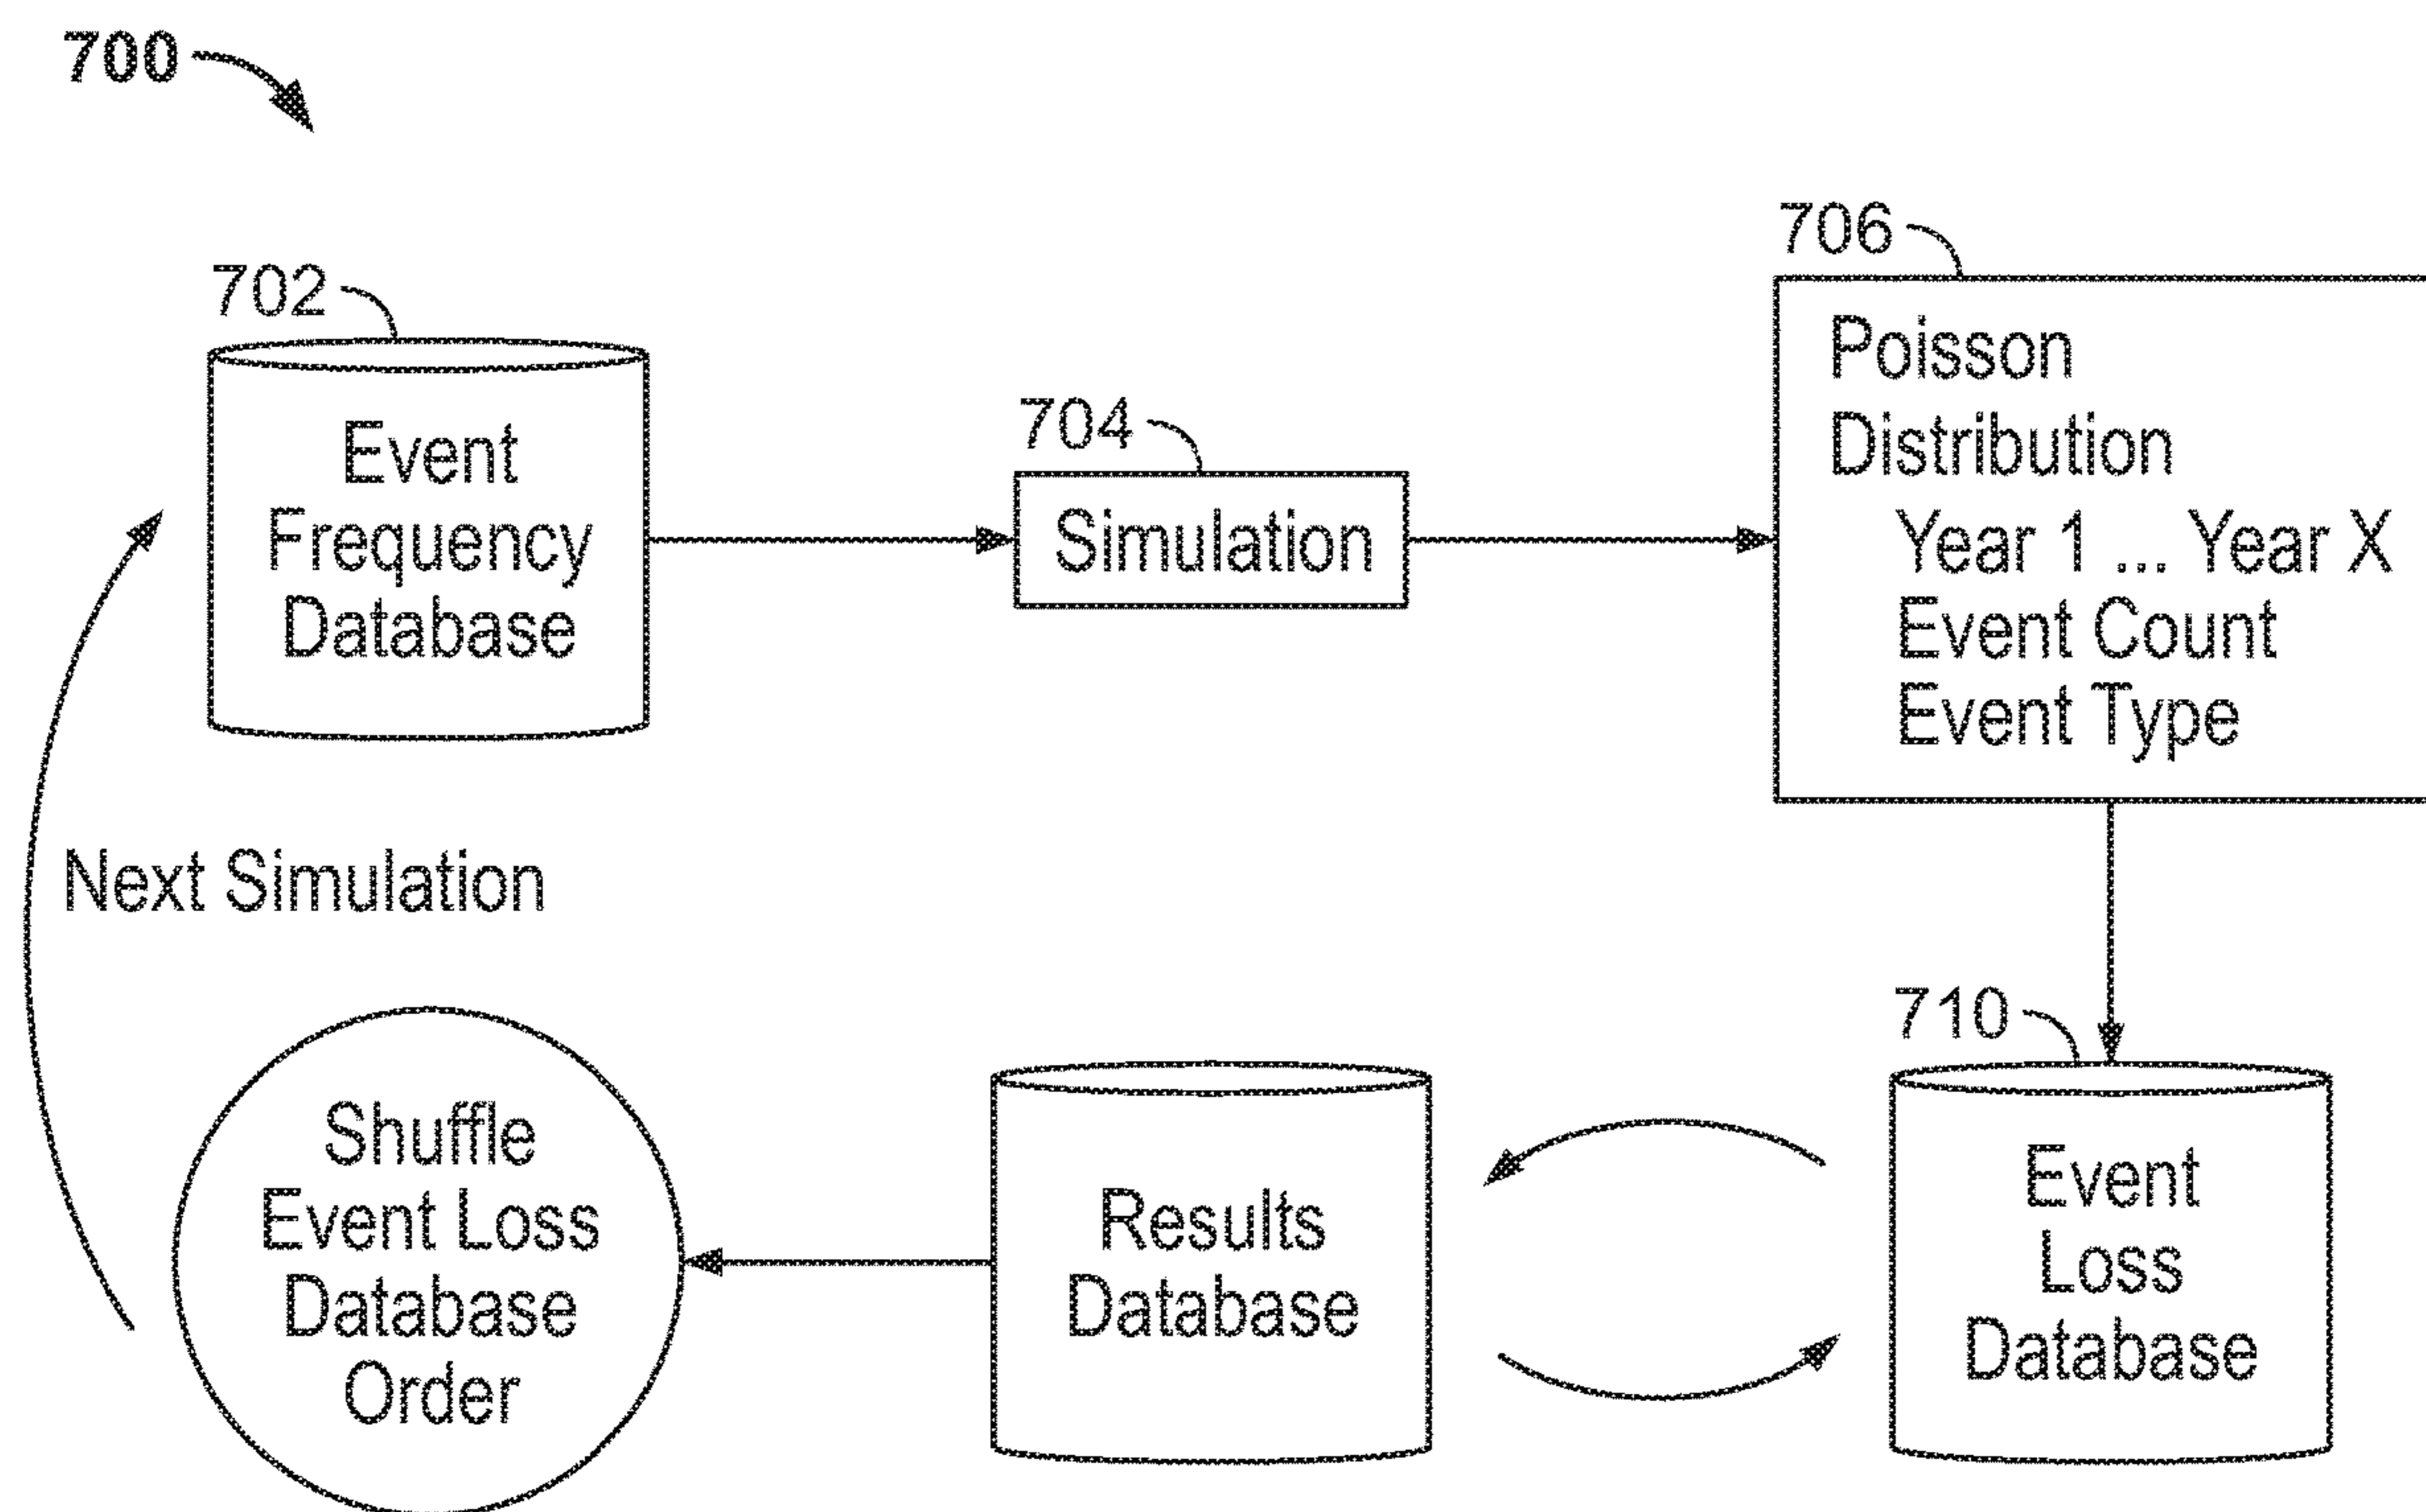 700
702
Event
Frequency
Database
704
Simulation
706
Poisson
Distribution
Year 1 ... Year X
Event Count
Event Type
Next Simulation
710
Event
Loss
Database
Results
Database
Shuffle
Event Loss
Database
Order